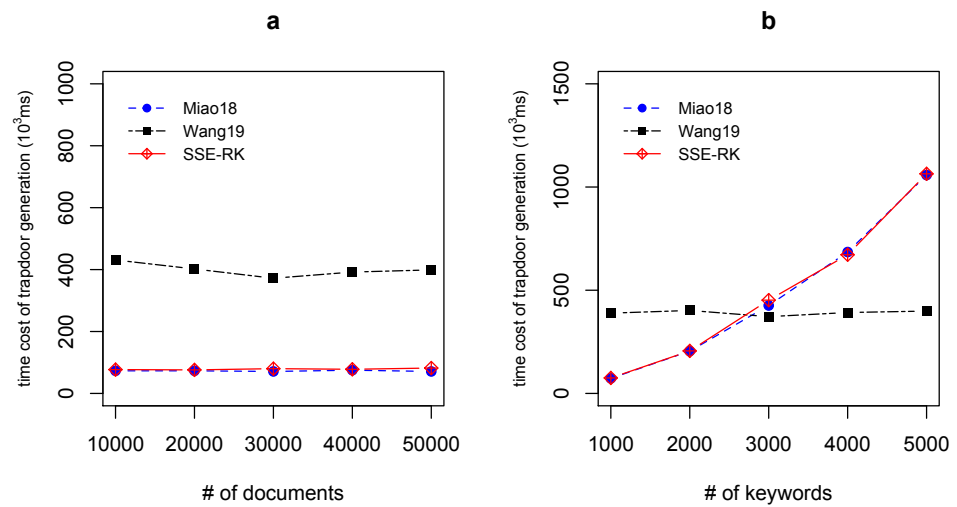 a
time cost of trapdoor generation (10³ms)
1000
800
600
400
200
0
Miao18
Wang19
SSE-RK
10000 20000 30000 40000 50000
# of documents
b
time cost of trapdoor generation (10³ms)
1500
1000
500
0
Miao18
Wang19
SSE-RK
1000 2000 3000 4000 5000
# of keywords